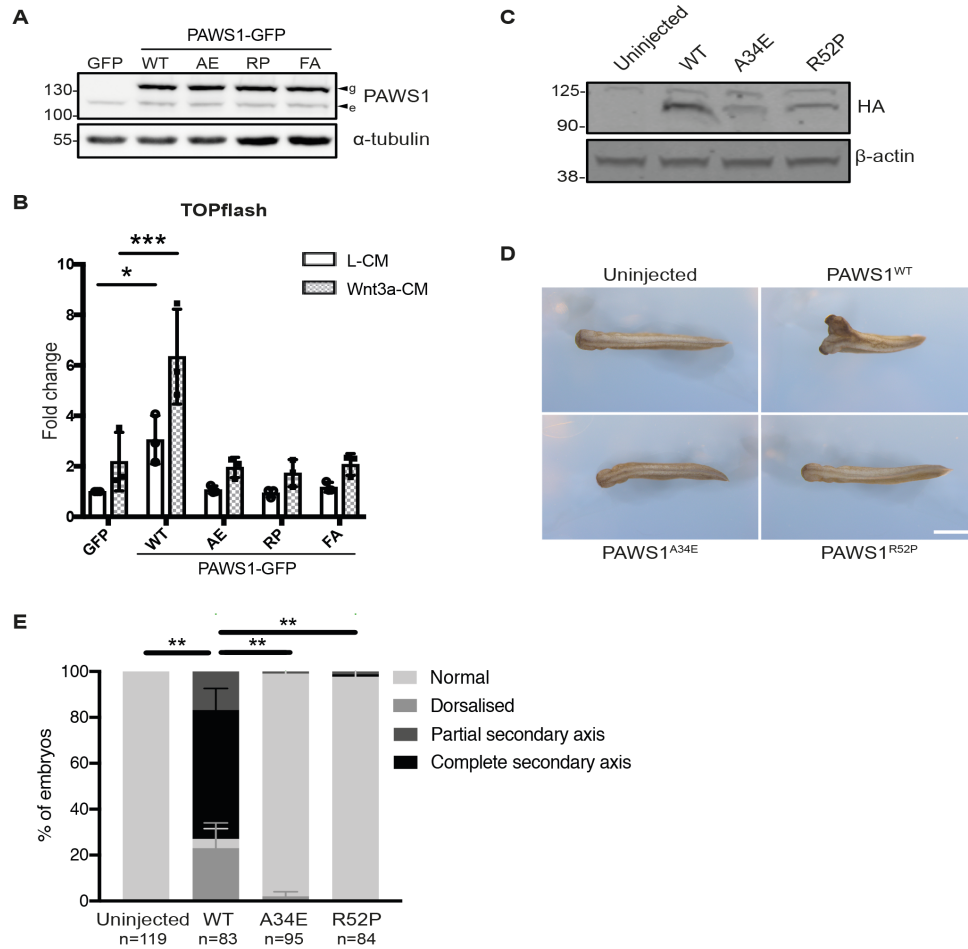 A
PAWS1-GFP
GFP WT AE RP FA
130-
100-
g
e
PAWS1
55-
α-tubulin
B
TOPflash
***
*
L-CM
Wnt3a-CM
Fold change
10
8
6
4
2
0
GFP WT AE RP FA
PAWS1-GFP
C
Uninjected WT A34E R52P
125-
90-
HA
38-
β-actin
D
Uninjected PAWS1WT
PAWS1A34E PAWS1R52P
E
**
** **
% of embryos
100
80
60
40
20
0
Normal
Dorsalised
Partial secondary axis
Complete secondary axis
Uninjected WT A34E R52P
n=119 n=83 n=95 n=84